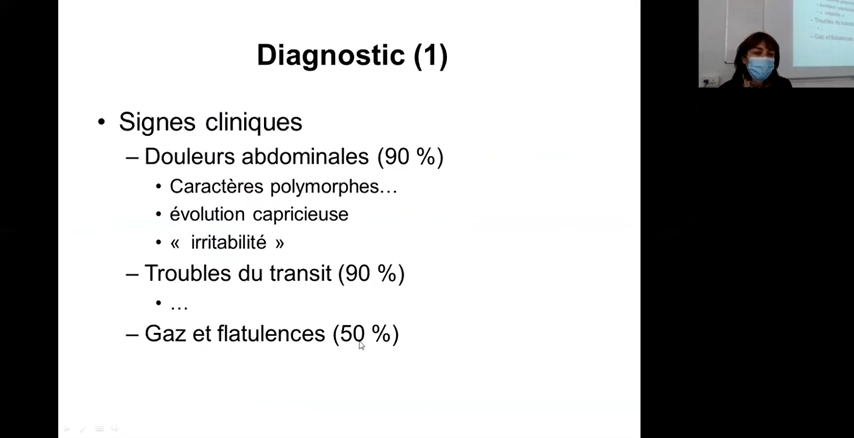 Diagnostic (1)
• Signes cliniques
– Douleurs abdominales (90 %)
• Caractères polymorphes…
• évolution capricieuse
• « irritabilité »
– Troubles du transit (90 %)
• …
– Gaz et flatulences (50 %)